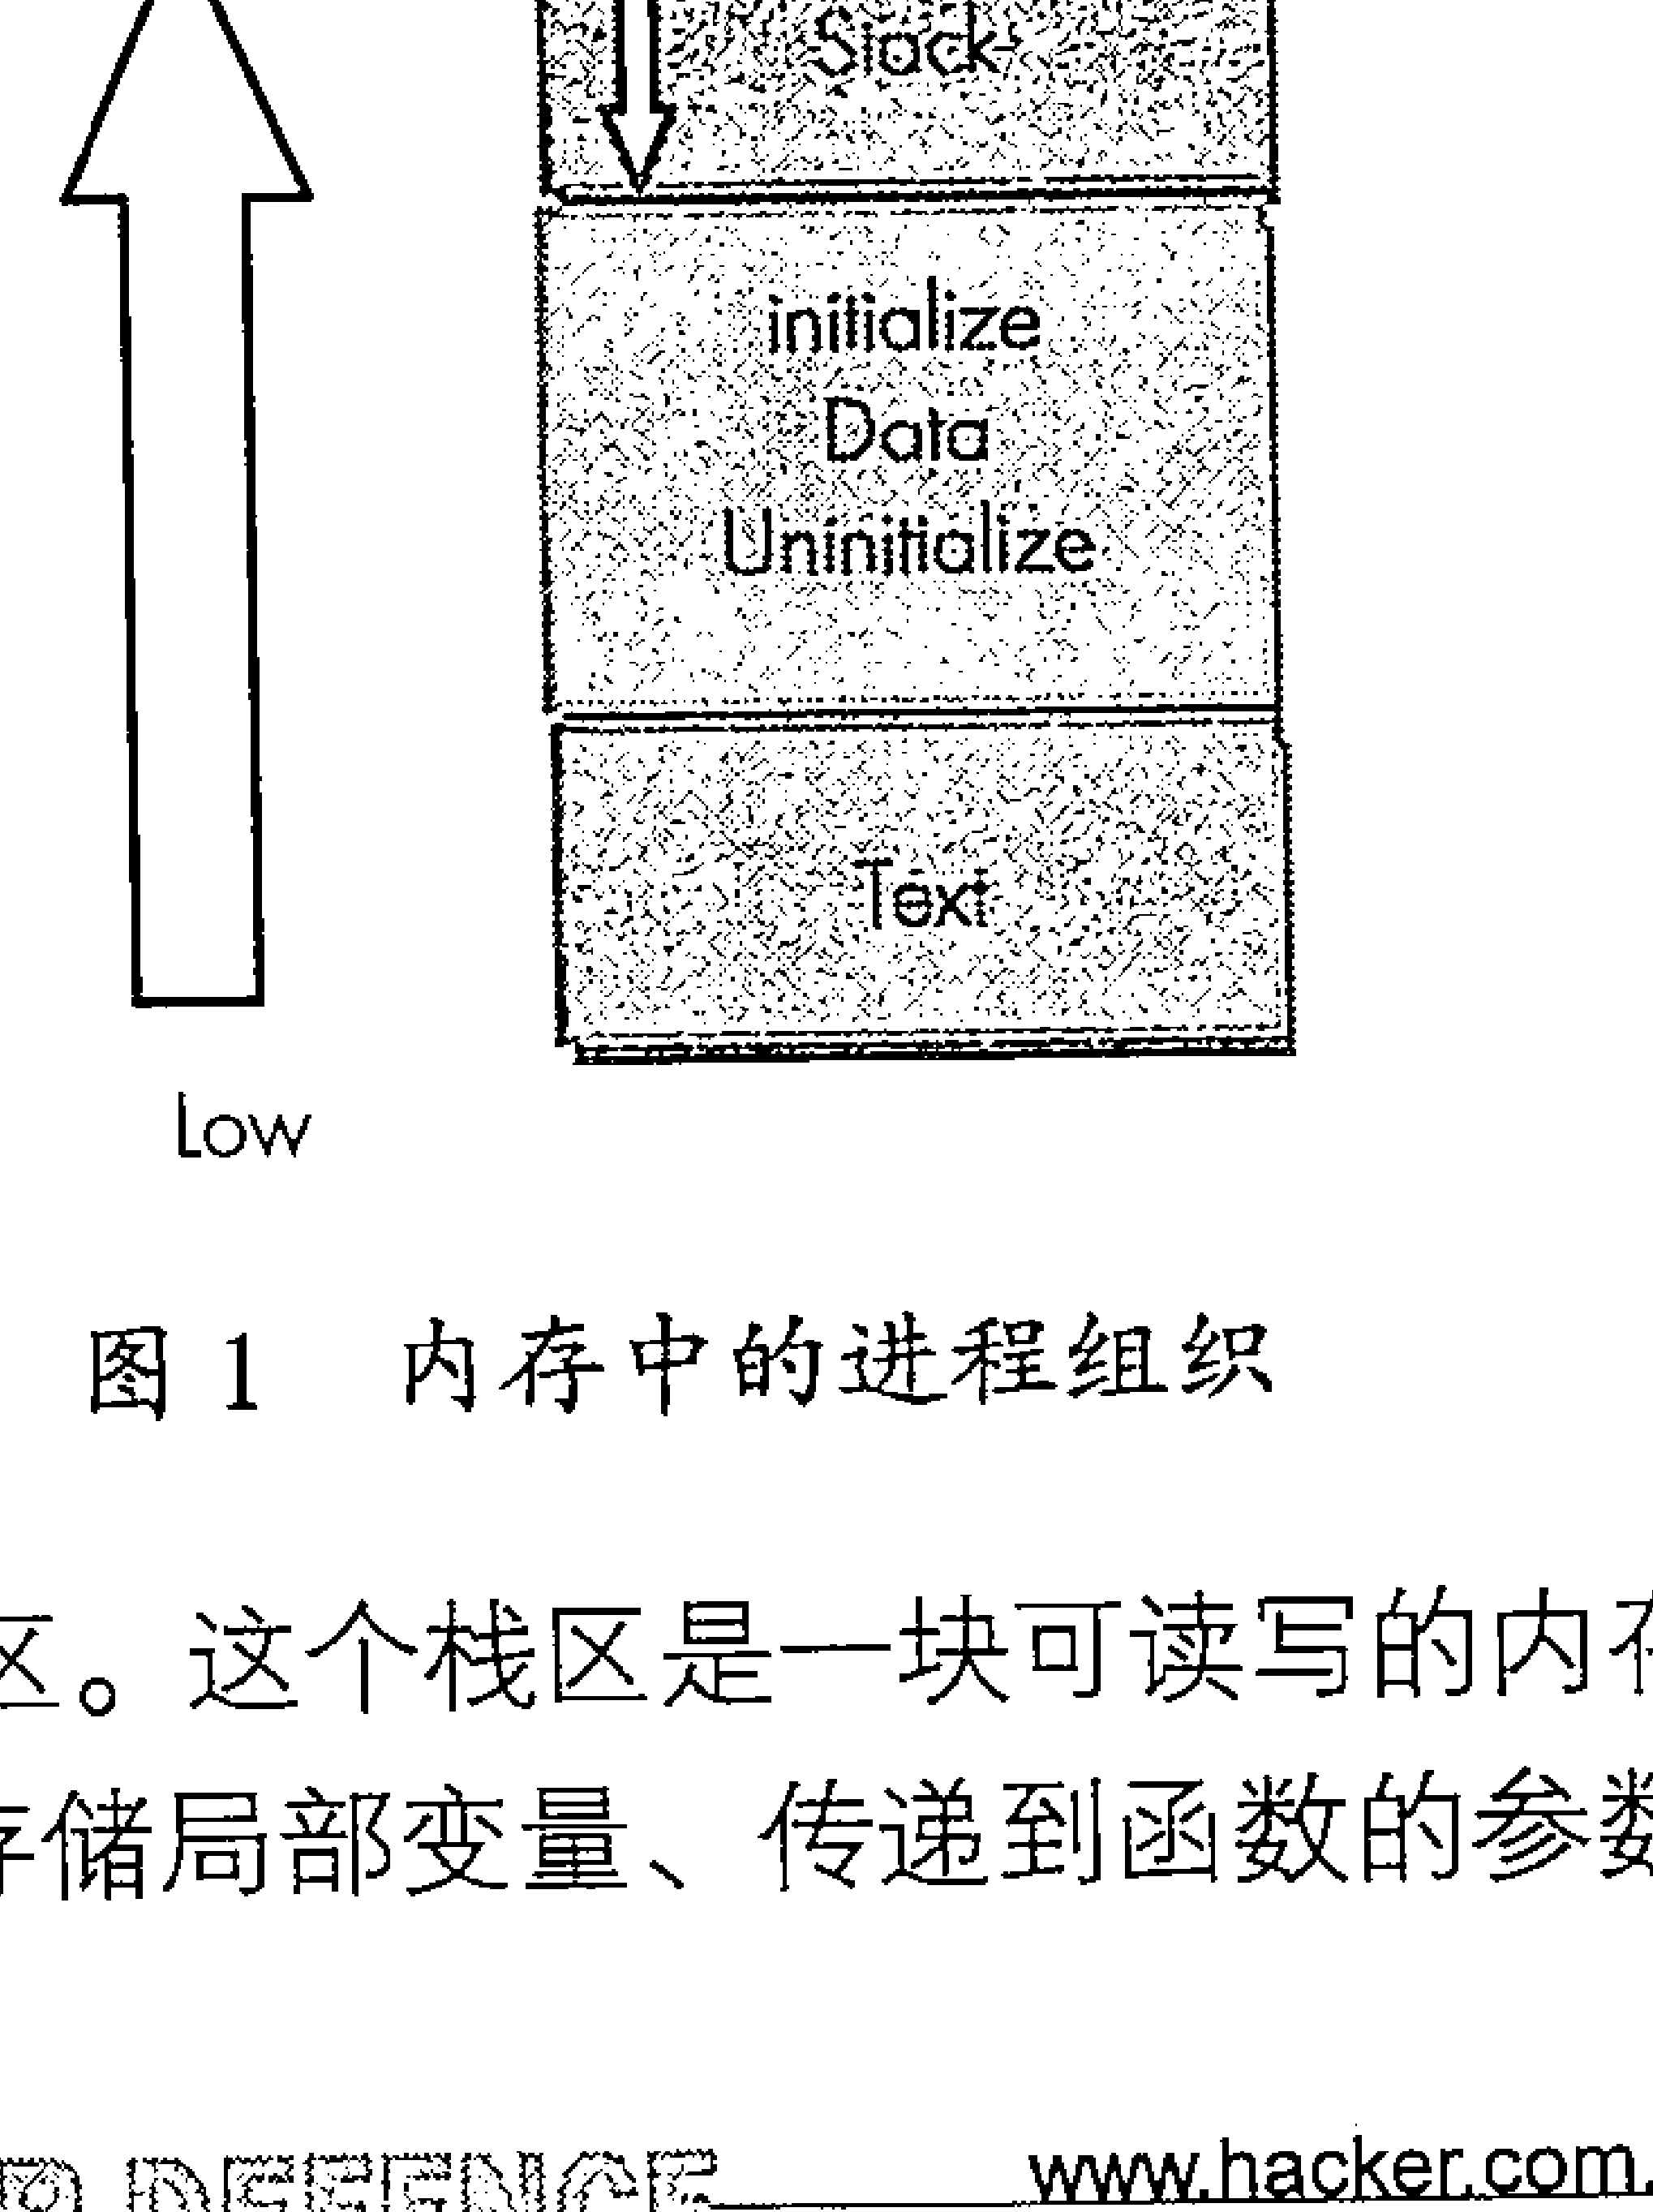 Stack
initialize
Data
Uninitialize
Text
Low
图1 内存中的进程组织
区。这个栈区是一块可读写的内存
存储局部变量、传递到函数的参数
DEFENCE
www.hacker.com.